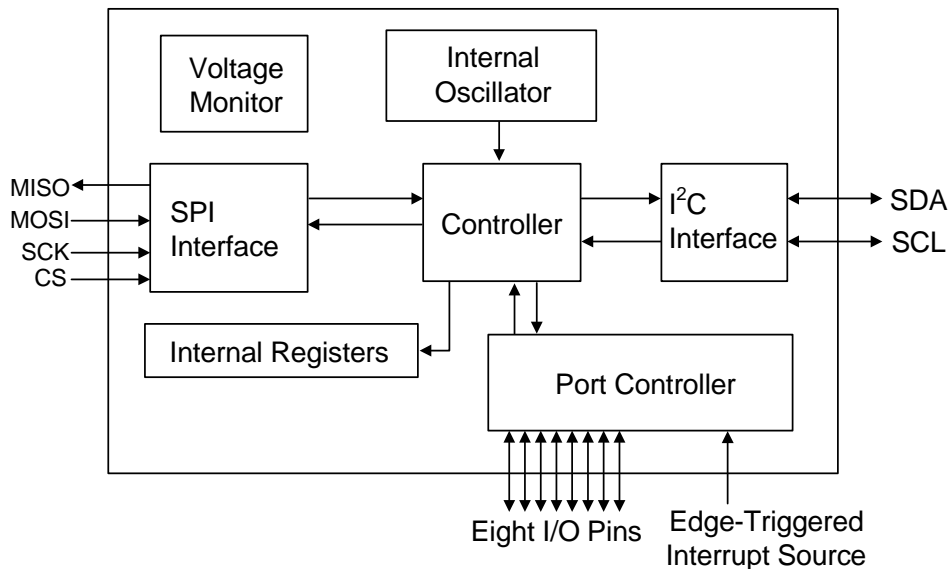 Voltage
Monitor
Internal
Oscillator
MISO
MOSI
SCK
CS
SPI
Interface
Controller
I²C
Interface
SDA
SCL
Internal Registers
Port Controller
Eight I/O Pins
Edge-Triggered
Interrupt Source